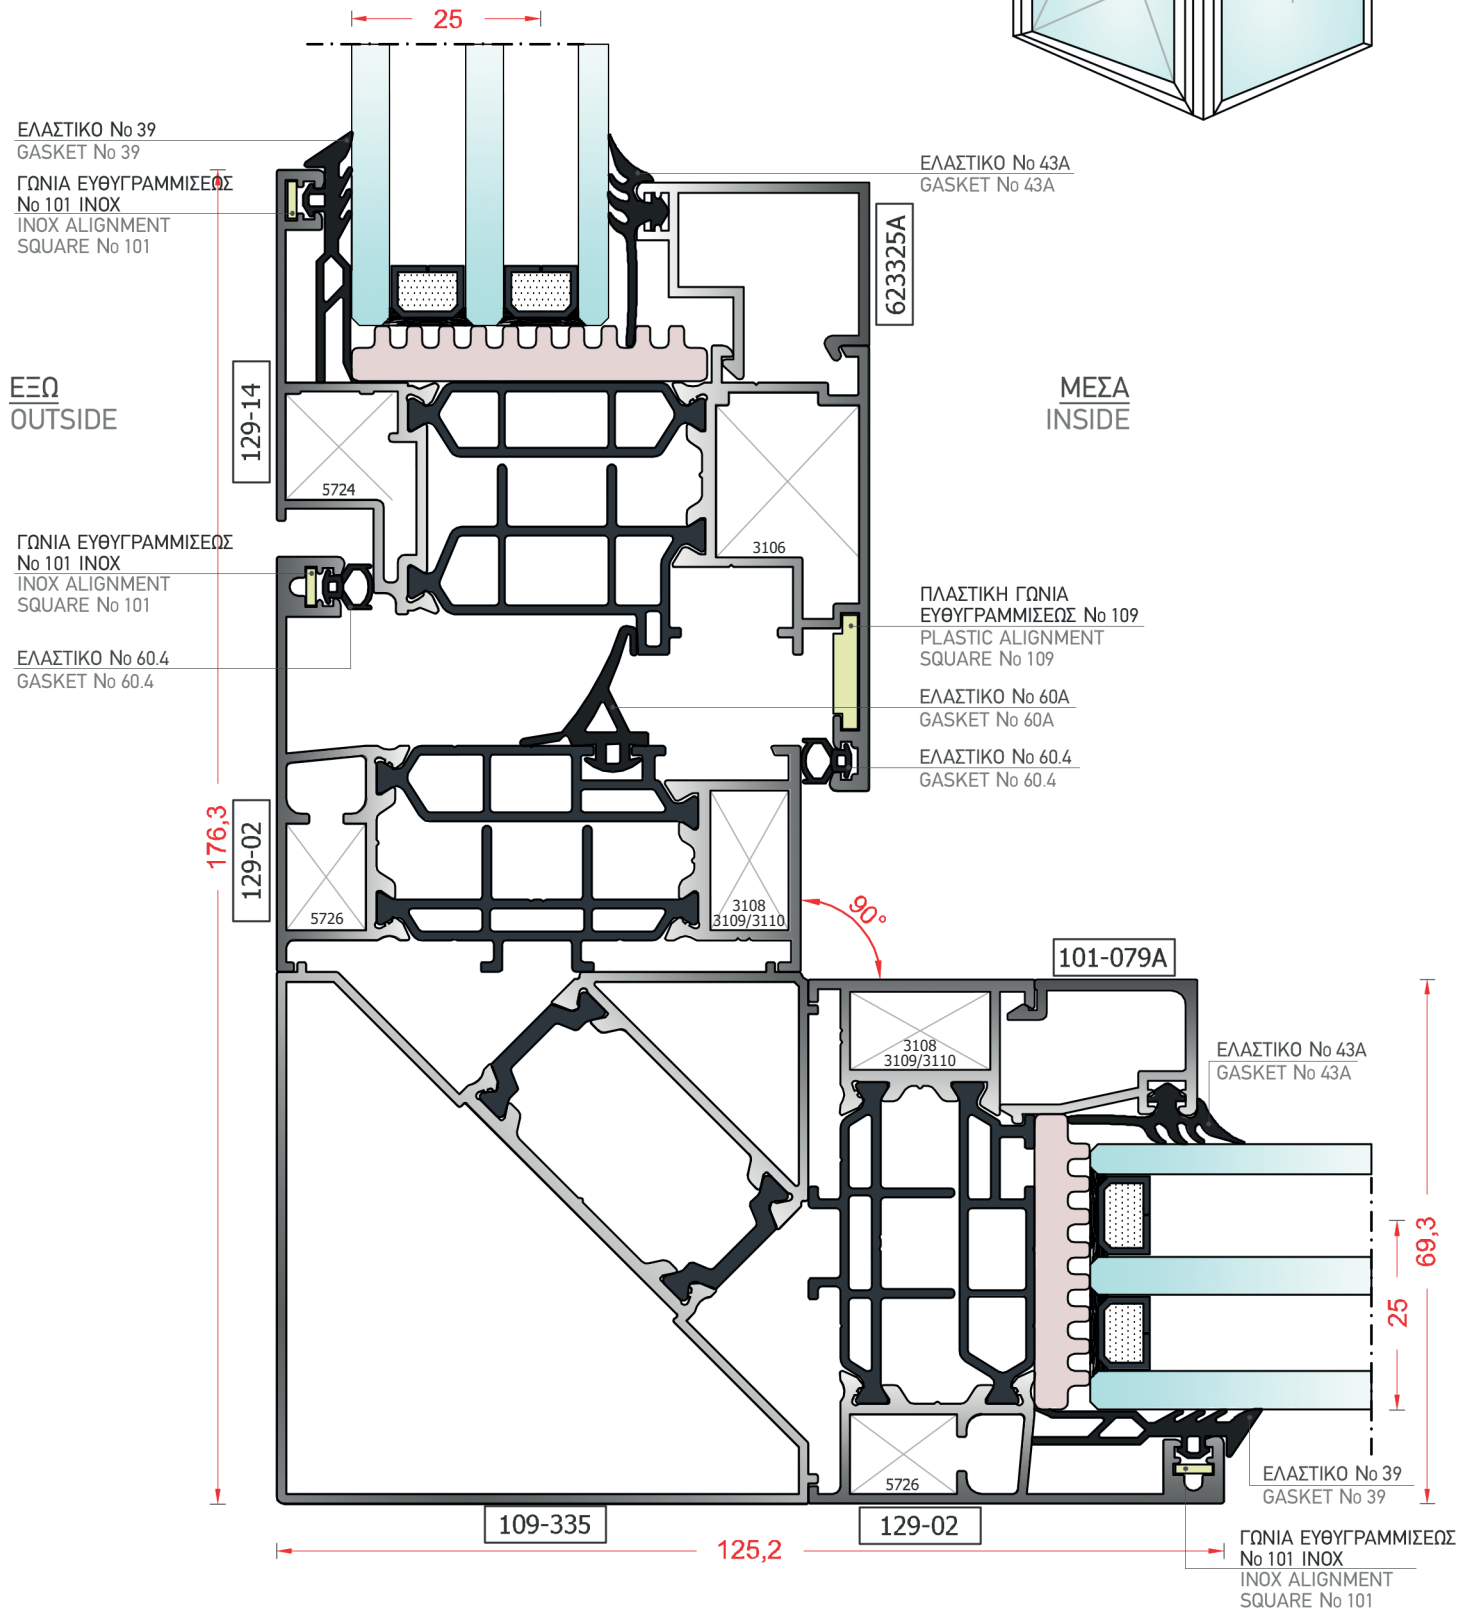 25
ΕΛΑΣΤΙΚΟ Νο 39
GASKET No 39
ΓΩΝΙΑ ΕΥΘΥΓΡΑΜΜΙΣΕΩΣ
Νο 101 INOX
INOX ALIGNMENT
SQUARE No 101
ΕΛΑΣΤΙΚΟ Νο 43Α
GASKET No 43A
623325A
ΕΞΩ
OUTSIDE
ΜΕΣΑ
INSIDE
129-14
5724
3106
ΓΩΝΙΑ ΕΥΘΥΓΡΑΜΜΙΣΕΩΣ
Νο 101 INOX
INOX ALIGNMENT
SQUARE No 101
ΕΛΑΣΤΙΚΟ Νο 60.4
GASKET No 60.4
ΠΛΑΣΤΙΚΗ ΓΩΝΙΑ
ΕΥΘΥΓΡΑΜΜΙΣΕΩΣ Νο 109
PLASTIC ALIGNMENT
SQUARE No 109
ΕΛΑΣΤΙΚΟ Νο 60Α
GASKET No 60A
ΕΛΑΣΤΙΚΟ Νο 60.4
GASKET No 60.4
176,3
129-02
5726
3108
3109/3110
90°
101-079A
3108
3109/3110
ΕΛΑΣΤΙΚΟ Νο 43Α
GASKET No 43A
69,3
25
5726
ΕΛΑΣΤΙΚΟ Νο 39
GASKET No 39
109-335
129-02
125,2
ΓΩΝΙΑ ΕΥΘΥΓΡΑΜΜΙΣΕΩΣ
Νο 101 INOX
INOX ALIGNMENT
SQUARE No 101